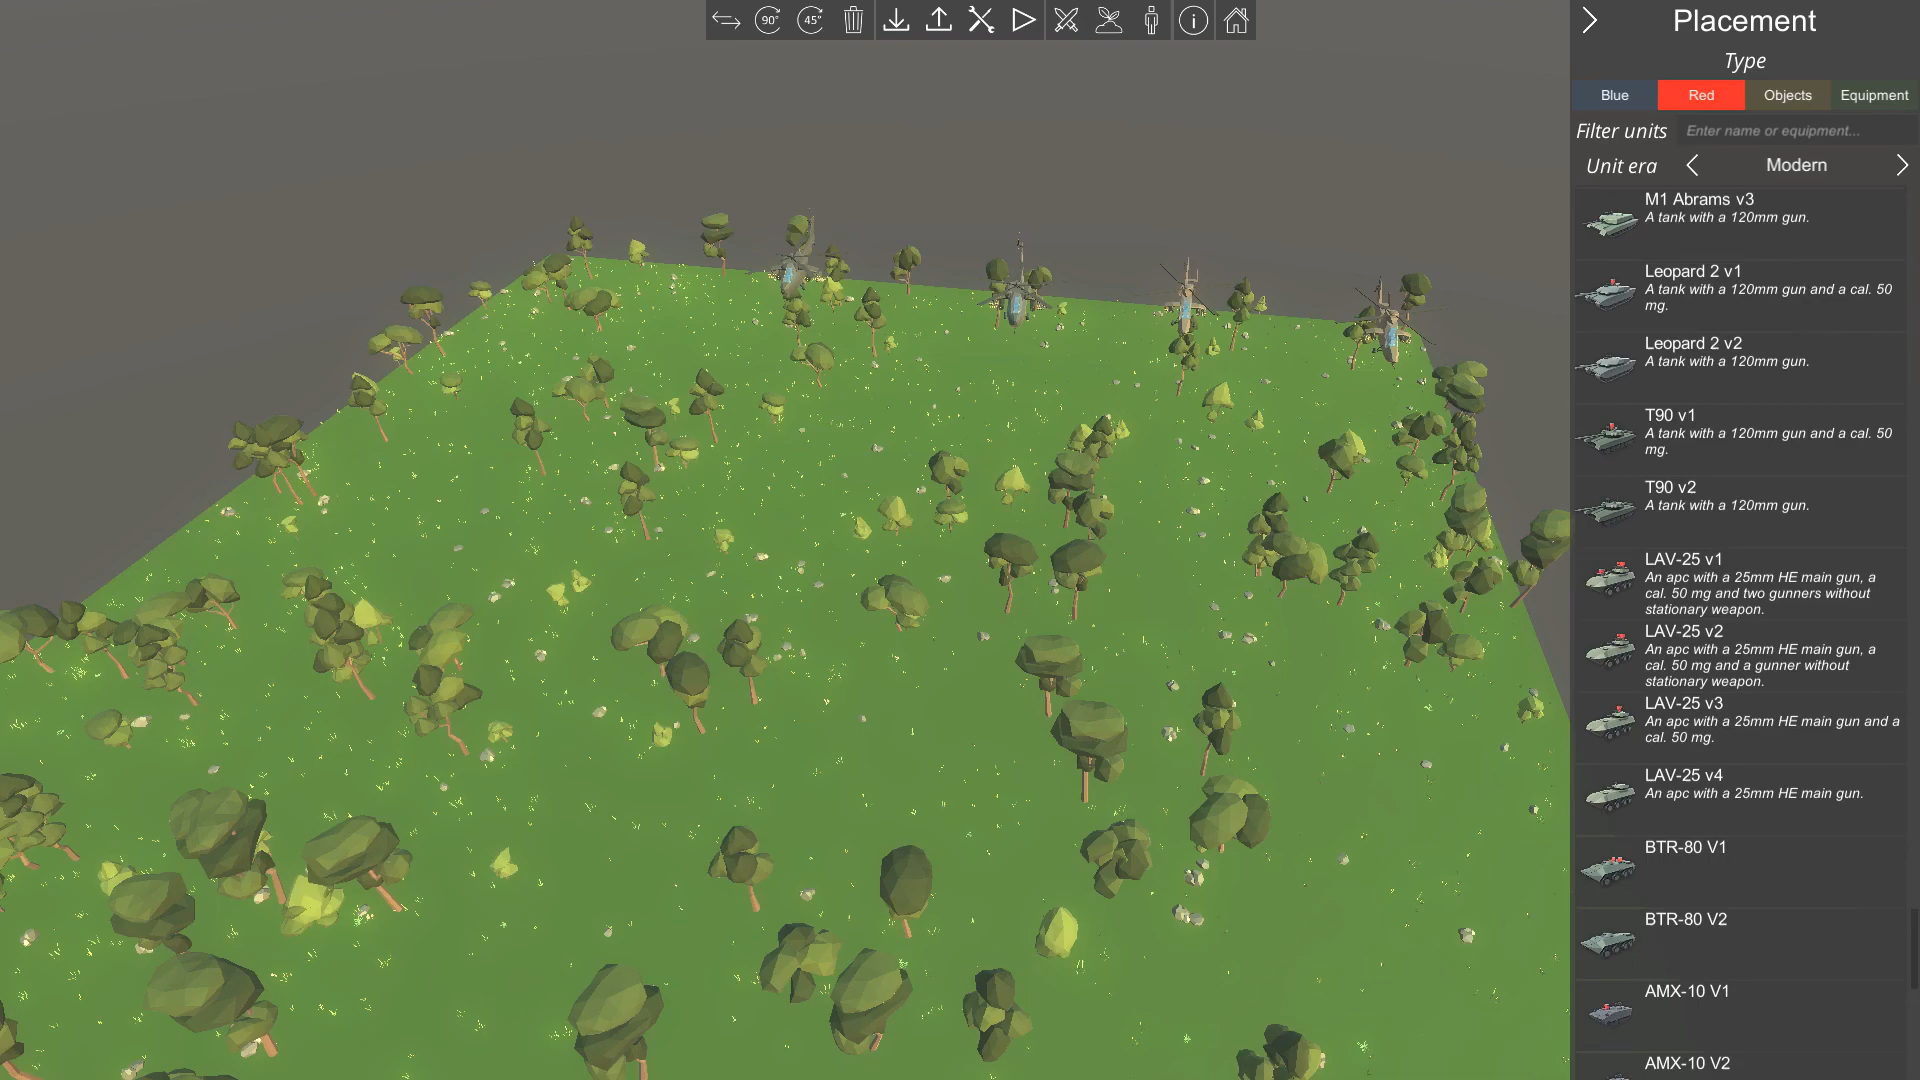 90°
45°
Placement
Type
Blue
Red
Objects
Equipment
Filter units
Enter name or equipment...
Unit era
Modern
M1 Abrams v3
A tank with a 120mm gun.
Leopard 2 v1
A tank with a 120mm gun and a cal. 50
mg.
Leopard 2 v2
A tank with a 120mm gun.
T90 v1
A tank with a 120mm gun and a cal. 50
mg.
T90 v2
A tank with a 120mm gun.
LAV-25 v1
An apc with a 25mm HE main gun, a
cal. 50 mg and two gunners without
stationary weapon.
LAV-25 v2
An apc with a 25mm HE main gun, a
cal. 50 mg and a gunner without
stationary weapon.
LAV-25 v3
An apc with a 25mm HE main gun and a
cal. 50 mg.
LAV-25 v4
An apc with a 25mm HE main gun.
BTR-80 V1
BTR-80 V2
AMX-10 V1
AMX-10 V2